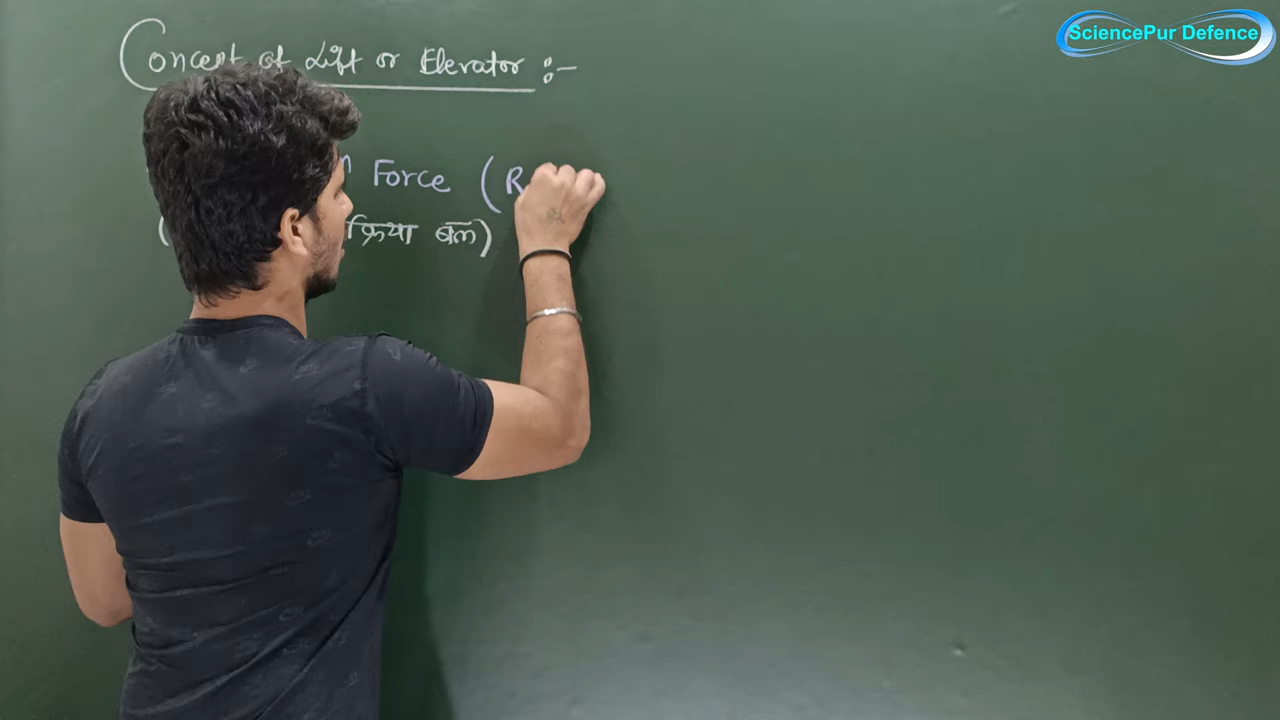 SciencePur Defence
Concept of Lift or Elevator :-
Force (R
क्रिया बल)